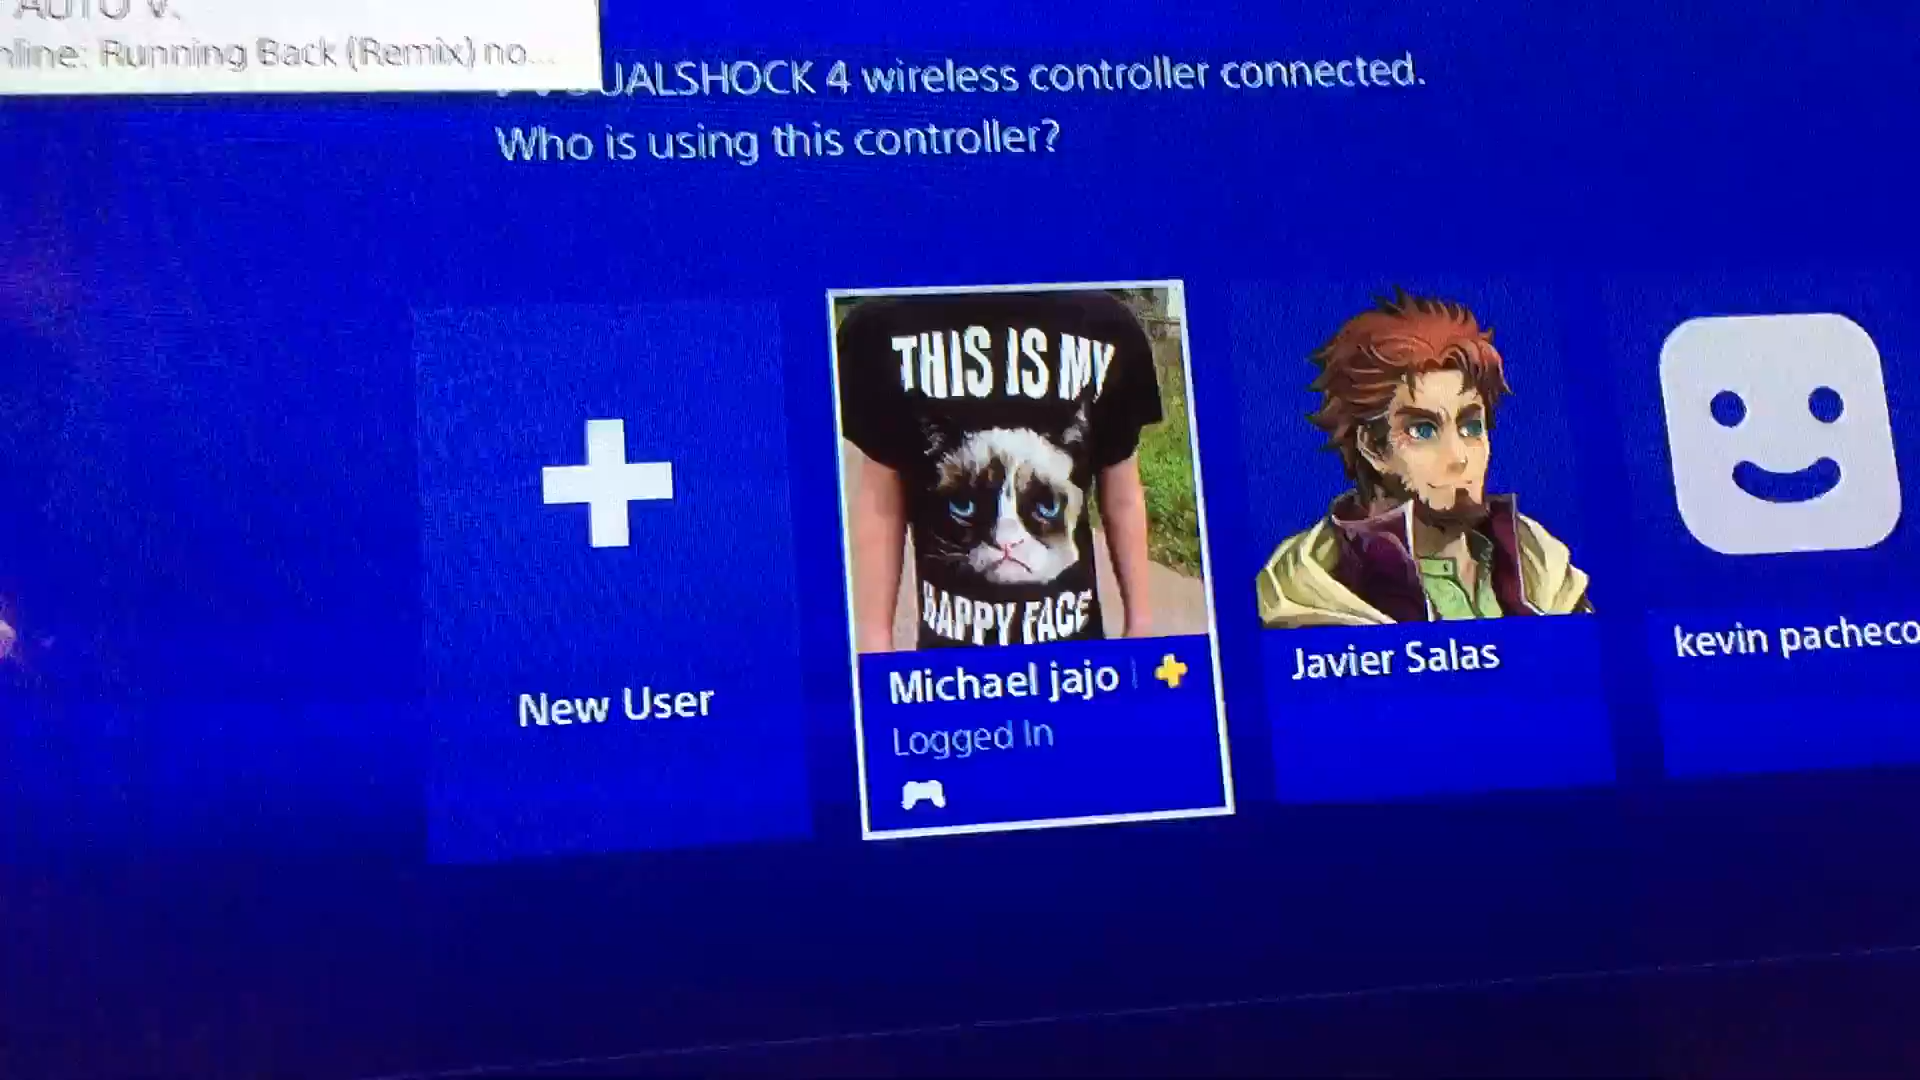 AUTO V.
nline: Running Back (Remix) no...
UALSHOCK 4 wireless controller connected.
Who is using this controller?
THIS IS MY
HAPPY FACE
New User
Michael jajo
Logged In
Javier Salas
kevin pacheco